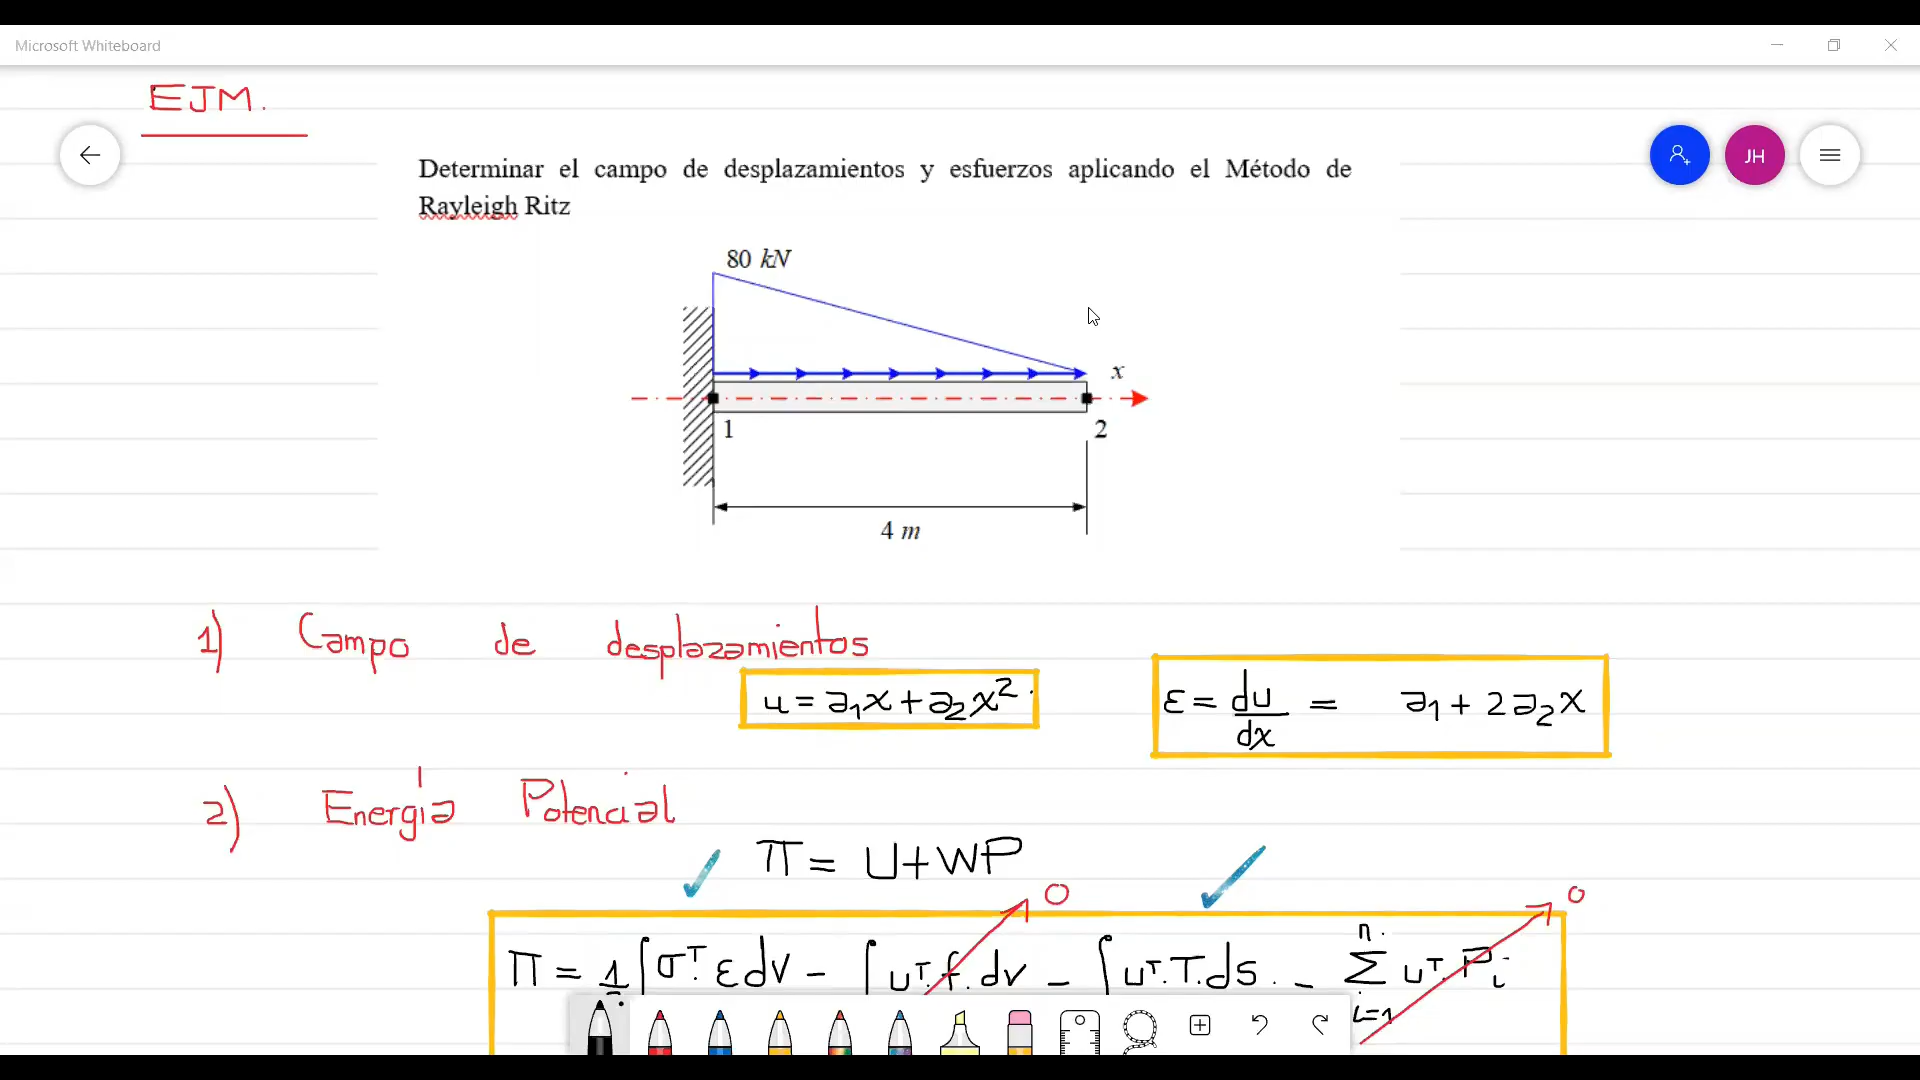 Microsoft Whiteboard
EJM.
JH
Determinar el campo de desplazamientos y esfuerzos aplicando el Método de
Rayleigh Ritz
80 kN
x
1
2
4 m
1) Campo de desplazamientos
u = a₁x + a₂x²
ε = du/dx = a₁ + 2a₂x
2) Energía Potencial
π = U + WP
0
0
π = 1/2 ∫σᵀ ε dv - ∫uᵀ.f.dv - ∫uᵀ.T.ds. - Σ uᵀ.Pi
n.
i=1